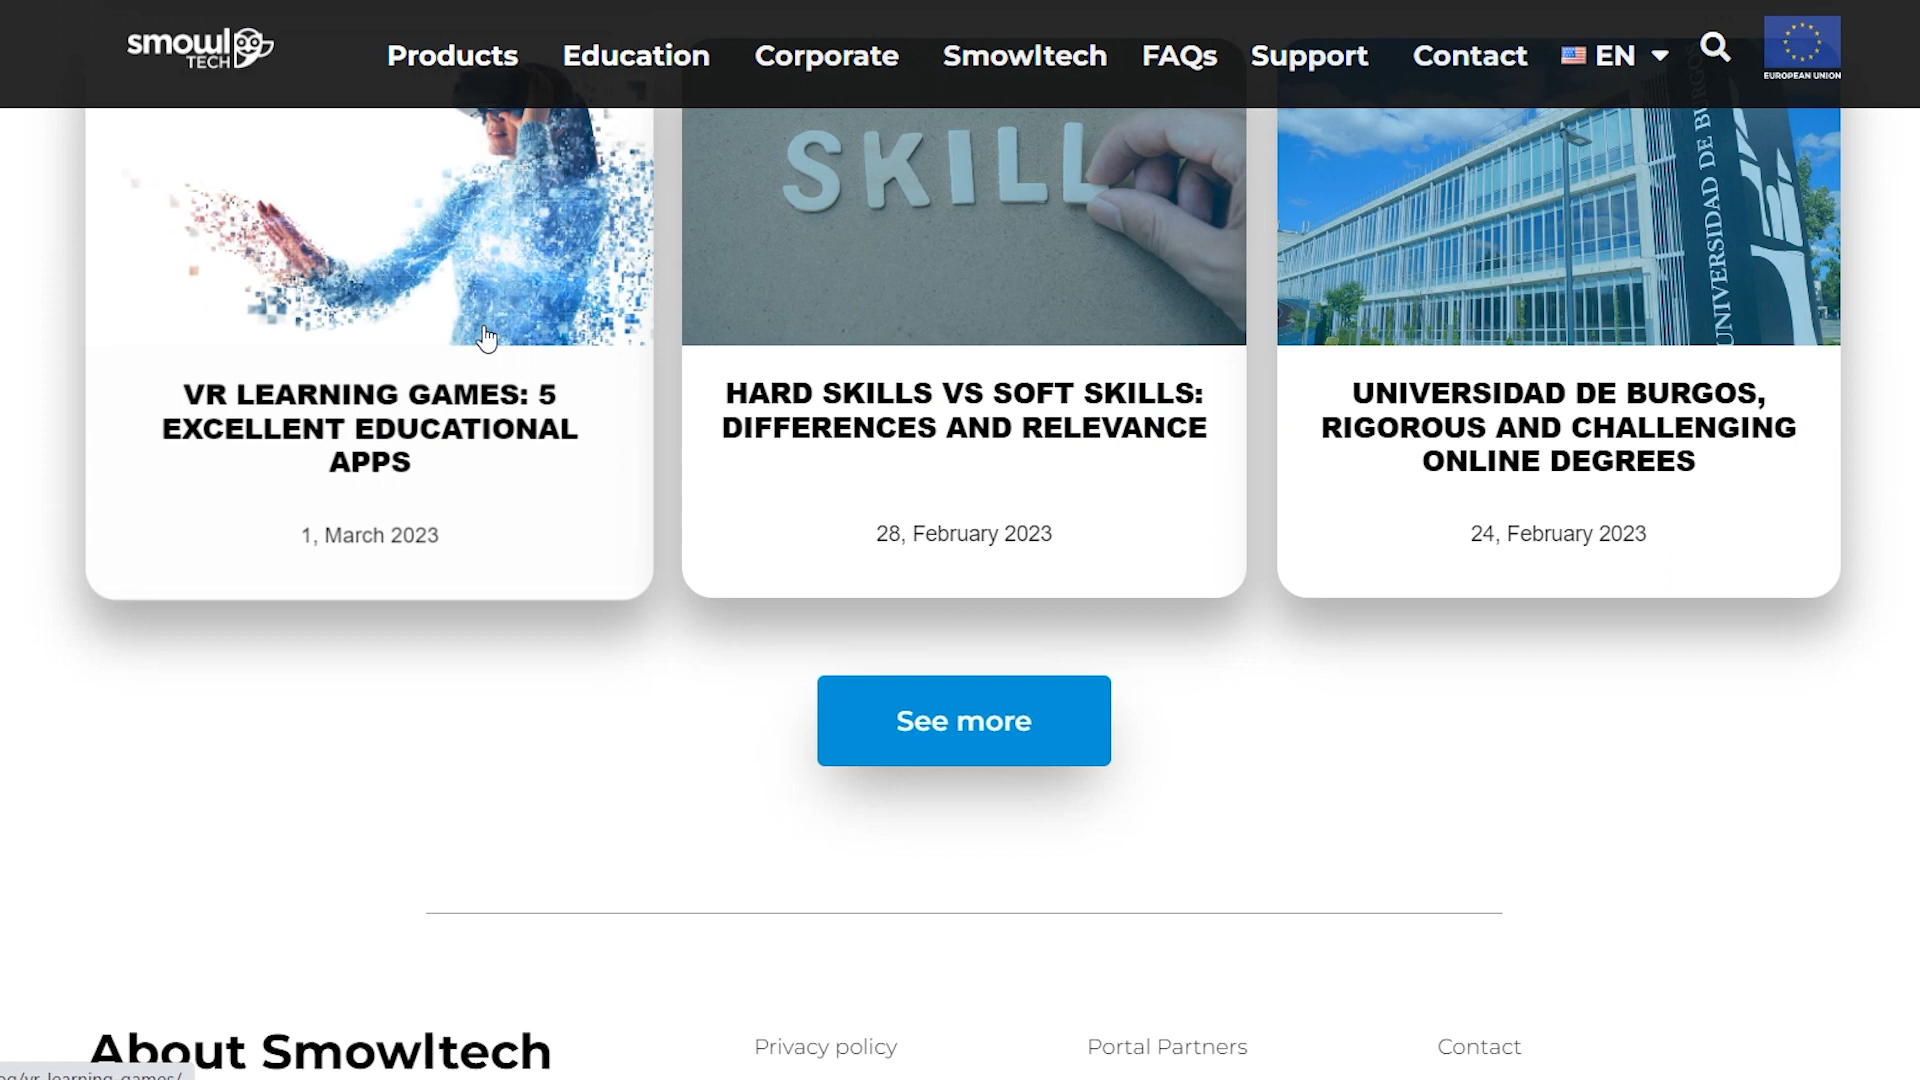 smowl
TECH
Products Education Corporate Smowltech FAQs Support Contact EN
EUROPEAN UNION
SKILL
UNIVERSIDAD DE BURGOS
VR LEARNING GAMES: 5
EXCELLENT EDUCATIONAL
APPS
1, March 2023
HARD SKILLS VS SOFT SKILLS:
DIFFERENCES AND RELEVANCE
28, February 2023
UNIVERSIDAD DE BURGOS,
RIGOROUS AND CHALLENGING
ONLINE DEGREES
24, February 2023
See more
About Smowltech
Privacy policy
Portal Partners
Contact